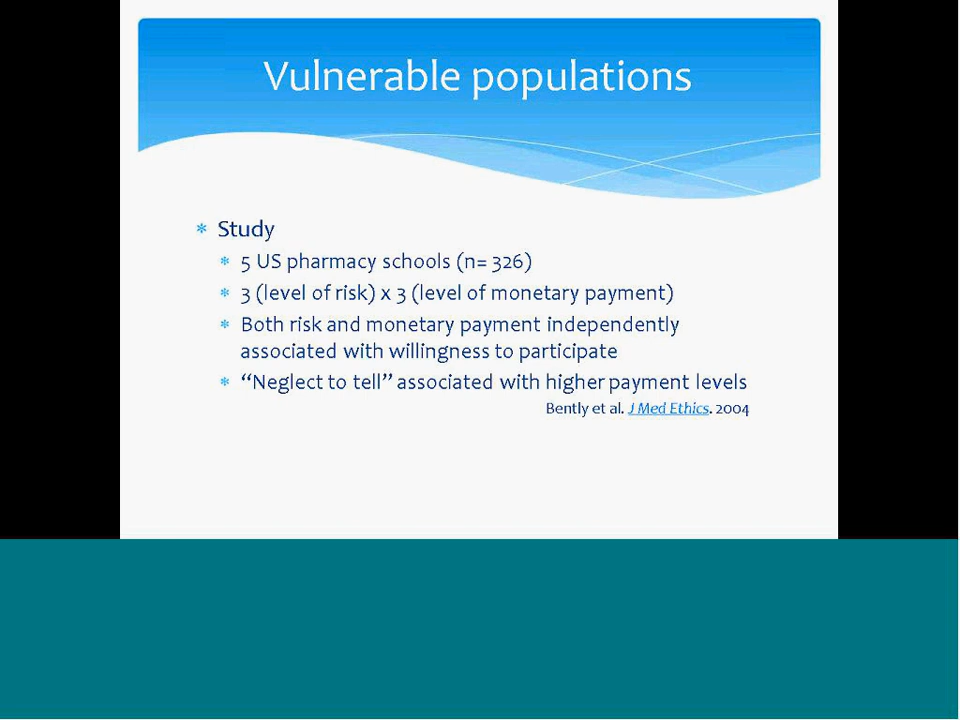 Vulnerable populations
* Study
* 5 US pharmacy schools (n= 326)
* 3 (level of risk) x 3 (level of monetary payment)
* Both risk and monetary payment independently
associated with willingness to participate
* “Neglect to tell” associated with higher payment levels
Bently et al. J Med Ethics. 2004